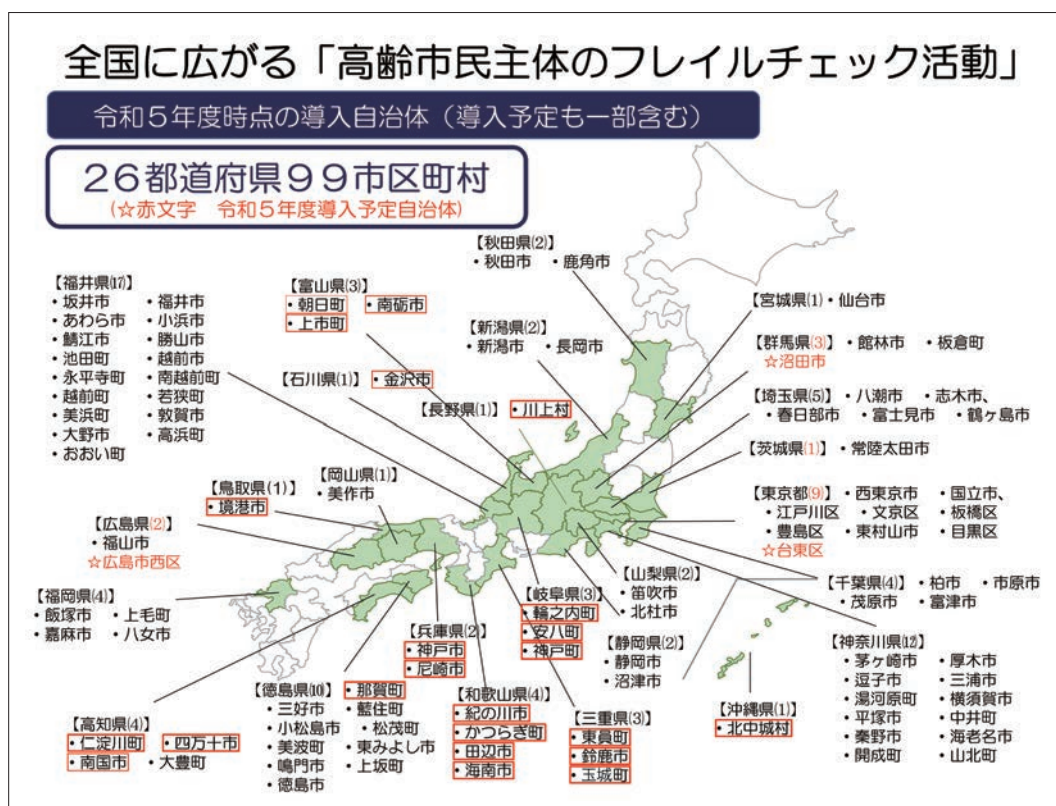 全国に広がる「高齢市民主体のフレイルチェック活動」
令和5年度時点の導入自治体（導入予定も一部含む）
26都道府県99市区町村
(☆赤文字　令和5年度導入予定自治体)
【秋田県(2)】
・秋田市　・鹿角市
【福井県(17)】
・坂井市　・福井市
・あわら市　・小浜市
・鯖江市　・勝山市
・池田町　・越前市
・永平寺町　・南越前町
・越前町　・若狭町
・美浜町　・敦賀市
・大野市　・高浜町
・おおい町
【富山県(3)】
・朝日町　・南砺市
・上市町
【宮城県(1)・仙台市
【新潟県(2)】
・新潟市　・長岡市
【群馬県(3)】・館林市　・板倉町
☆沼田市
【石川県(1)】・金沢市
【長野県(1)】・川上村
【埼玉県(5)】・八潮市　・志木市、
・春日部市　・富士見市　・鶴ヶ島市
【茨城県(1)】・常陸太田市
【岡山県(1)】
・美作市
【鳥取県(1)】
・境港市
【広島県(2)】
・福山市
☆広島市西区
【東京都(9)】・西東京市　・国立市、
・江戸川区　・文京区　・板橋区
・豊島区　・東村山市　・目黒区
☆台東区
【福岡県(4)】
・飯塚市　・上毛町
・嘉麻市　・八女市
【山梨県(2)】
・笛吹市
・北杜市
【千葉県(4)】・柏市　・市原市
・茂原市　・富津市
【岐阜県(3)】
・輪之内町
・安八町
・神戸町
【兵庫県(2)】
・神戸市
・尼崎市
【静岡県(2)】
・静岡市
・沼津市
【神奈川県(12)】
・茅ヶ崎市　・厚木市
・逗子市　・三浦市
・湯河原町　・横須賀市
・平塚市　・中井町
・秦野市　・海老名市
・開成町　・山北町
【徳島県(10)】・那賀町
・三好市　・藍住町
・小松島市　・松茂町
・美波町　・東みよし市
・鳴門市　・上坂町
・徳島市
【和歌山県(4)】
・紀の川市
・かつらぎ町
・田辺市
・海南市
【三重県(3)】
・東員町
・鈴鹿市
・玉城町
【沖縄県(1)】
・北中城村
【高知県(4)】
・仁淀川町　・四万十市
・南国市　・大豊町